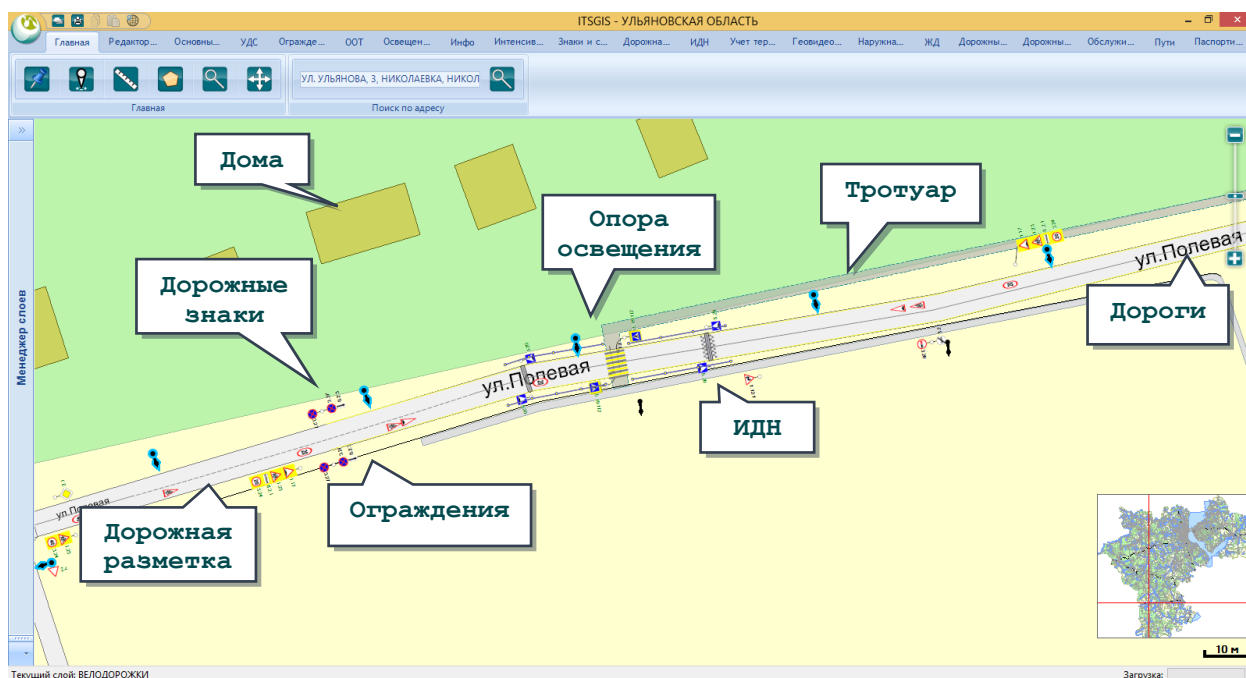 ITSGIS - УЛЬЯНОВСКАЯ ОБЛАСТЬ
Главная Редактор... Основны... УДС Огражде... ООТ Освещен... Инфо Интенсив... Знаки и с... Дорожна... ИДН Учет тер... Геовидео... Наружна... ЖД Дорожны... Дорожны... Обслужи... Пути Паспорти...
УЛ. УЛЬЯНОВА, 3, НИКОЛАЕВКА, НИКОЛ
Главная Поиск по адресу
Менеджер слоев
Дома
Тротуар
Опора
освещения
Дорожные
знаки
ул.Полевая
Дороги
ул.Полевая
ИДН
Ограждения
ул.Полевая
Дорожная
разметка
10 м
Текущий слой: ВЕЛОДОРОЖКИ Загрузка: